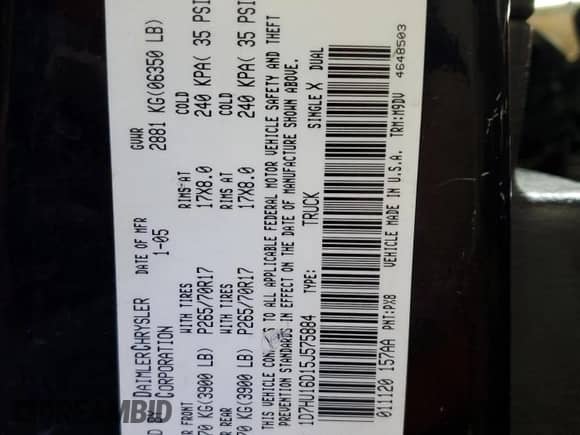 DAIMLERCHRYSLER
CORPORATION
DATE OF MFR
1-05
GVWR
2881 KG(06350 LB)
FRONT
WITH TIRES
RIMS-AT
COLD
70 KG(3900 LB) P265/70R17 17X8.0 240 KPA( 35 PSI
REAR
WITH TIRES
RIMS AT
COLD
70 KG(3900 LB) P265/70R17 17X8.0 240 KPA( 35 PSI
THIS VEHICLE TO ALL APPLICABLE FEDERAL MOTOR VEHICLE SAFETY AND THEFT
PREVENTION STANDARDS IN EFFECT ON THE DATE OF MANUFACTURE SHOWN ABOVE.
1D7HU16D15J575884 TYPE: TRUCK SINGLE X DUAL
011120 157AA PNT:PX8 VEHICLE MADE IN U.S.A. TRM:M9DV
4648503
STREAMBID